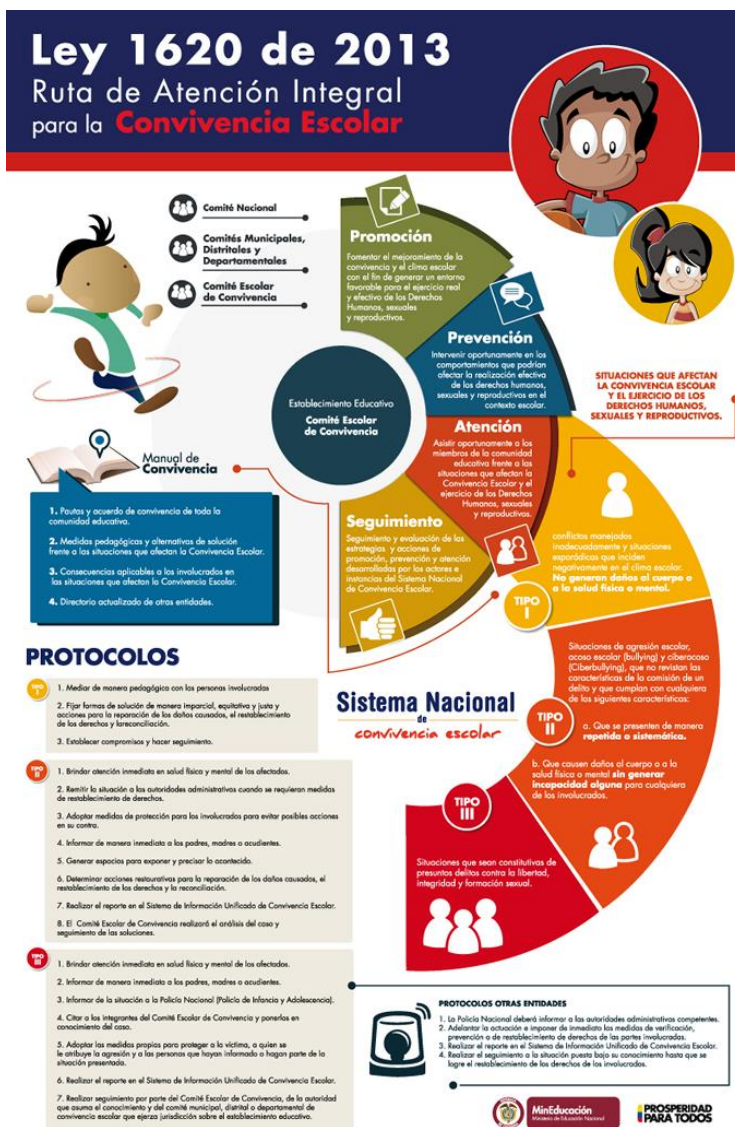 Ley 1620 de 2013
Ruta de Atención Integral
para la Convivencia Escolar
Comité Nacional
Comités Municipales,
Distritales y
Departamentales
Comité Escolar
de Convivencia
Promoción
Fomentar el mejoramiento de la
convivencia y el clima escolar
con el fin de generar un entorno
favorable para el ejercicio real
y efectivo de los Derechos
Humanos, sexuales
y reproductivos.
Prevención
Intervenir oportunamente en los
comportamientos que podrían
afectar la realización efectiva
de los derechos humanos,
sexuales y reproductivos en el
contexto escolar.
Establecimiento Educativo
Comité Escolar
de Convivencia
Atención
Asistir oportunamente a los
miembros de la comunidad
educativa frente a las
situaciones que afectan la
Convivencia Escolar y el
ejercicio de los Derechos
Humanos, sexuales
y reproductivos.
Seguimiento
Seguimiento y evaluación de las
estrategias y acciones de
promoción, prevención y atención
desarrolladas por los actores e
instancias del Sistema Nacional
de Convivencia Escolar.
SITUACIONES QUE AFECTAN
LA CONVIVENCIA ESCOLAR
Y EL EJERCICIO DE LOS
DERECHOS HUMANOS,
SEXUALES Y REPRODUCTIVOS.
Manual de
Convivencia
1. Pautas y acuerdo de convivencia de toda la
comunidad educativa.
2. Medidas pedagógicas y alternativas de solución
frente a las situaciones que afectan la Convivencia Escolar.
3. Consecuencias aplicables a los involucrados en
las situaciones que afectan la Convivencia Escolar.
4. Directorio actualizado de otras entidades.
TIPO
I
conflictos manejados
inadecuadamente y situaciones
esporádicas que inciden
negativamente en el clima escolar.
No generan daños al cuerpo o
a la salud física o mental.
TIPO
II
Situaciones de agresión escolar,
acoso escolar (bullying) y ciberacoso
(Ciberbullying), que no revistan las
características de la comisión de un
delito y que cumplan con cualquiera
de las siguientes características:
a. Que se presenten de manera
repetida o sistemática.
b. Que causen daños al cuerpo o a la
salud física o mental sin generar
incapacidad alguna para cualquiera
de los involucrados.
TIPO
III
Situaciones que sean constitutivas de
presuntos delitos contra la libertad,
integridad y formación sexual.
Sistema Nacional
de
convivencia escolar
PROTOCOLOS
TIPO
I
1. Mediar de manera pedagógica con las personas involucradas
2. Fijar formas de solución de manera imparcial, equitativa y justa y
acciones para la reparación de los daños causados, el restablecimiento
de los derechos y lareconciliación.
3. Establecer compromisos y hacer seguimiento.
TIPO
II
1. Brindar atención inmediata en salud física y mental de los afectados.
2. Remitir la situación a las autoridades administrativas cuando se requieran medidas
de restablecimiento de derechos.
3. Adoptar medidas de protección para los involucrados para evitar posibles acciones
en su contra.
4. Informar de manera inmediata a los padres, madres o acudientes.
5. Generar espacios para exponer y precisar lo acontecido.
6. Determinar acciones restaurativas para la reparación de los daños causados, el
restablecimiento de los derechos y la reconciliación.
7. Realizar el reporte en el Sistema de Información Unificado de Convivencia Escolar.
8. El Comité Escolar de Convivencia realizará el análisis del caso y
seguimiento de las soluciones.
TIPO
III
1. Brindar atención inmediata en salud física y mental de los afectados.
2. Informar de manera inmediata a los padres, madres o acudientes.
3. Informar de la situación a la Policía Nacional (Policía de Infancia y Adolescencia).
4. Citar a los integrantes del Comité Escolar de Convivencia y ponerlos en
conocimiento del caso.
5. Adoptar las medidas propias para proteger a la víctima, a quien se
le atribuye la agresión y a las personas que hayan informado o hagan parte de la
situación presentada.
6. Realizar el reporte en el Sistema de Información Unificado de Convivencia Escolar.
7. Realizar seguimiento por parte del Comité Escolar de Convivencia, de la autoridad
que asuma el conocimiento y del comité municipal, distrital o departamental de
convivencia escolar que ejerza jurisdicción sobre el establecimiento educativo.
PROTOCOLOS OTRAS ENTIDADES
1. La Policía Nacional deberá informar a las autoridades administrativas competentes.
2. Adelantar la actuación e imponer de inmediato las medidas de verificación,
prevención o de restablecimiento de derechos de las partes involucradas.
3. Realizar el reporte en el Sistema de Información Unificado de Convivencia Escolar.
4. Realizar el seguimiento a la situación puesta bajo su conocimiento hasta que se
logre el restablecimiento de los derechos de los involucrados.
MinEducación
Ministerio de Educación Nacional
PROSPERIDAD
PARA TODOS